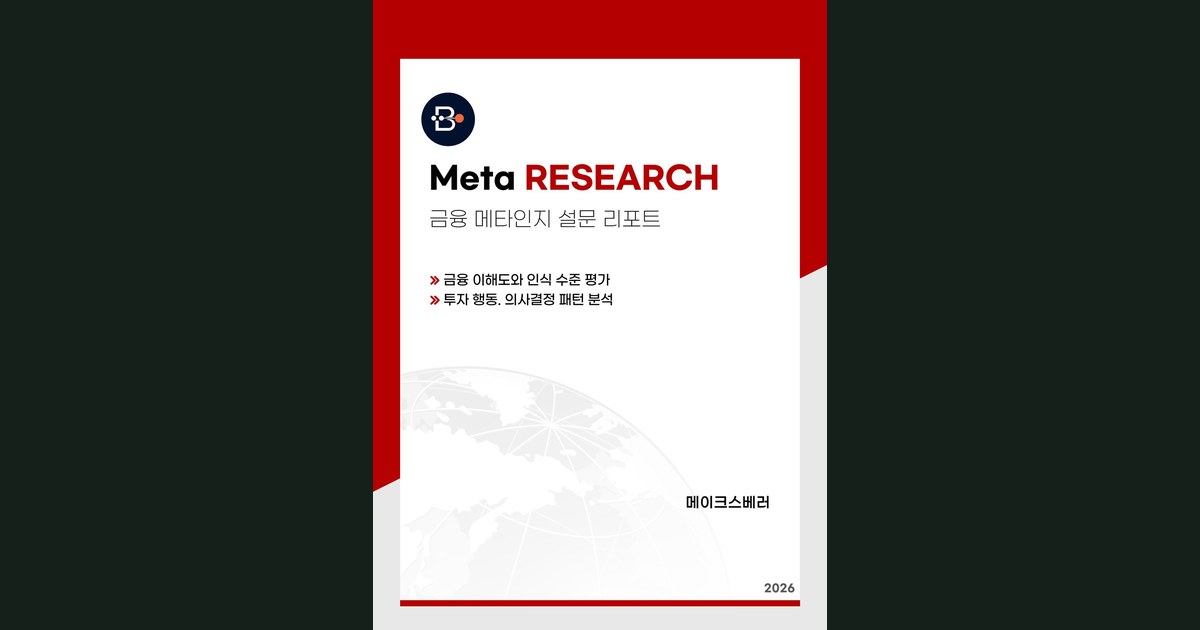 B
Meta RESEARCH
금융 메타인지 설문 리포트
» 금융 이해도와 인식 수준 평가
» 투자 행동. 의사결정 패턴 분석
메이크스베러
2026